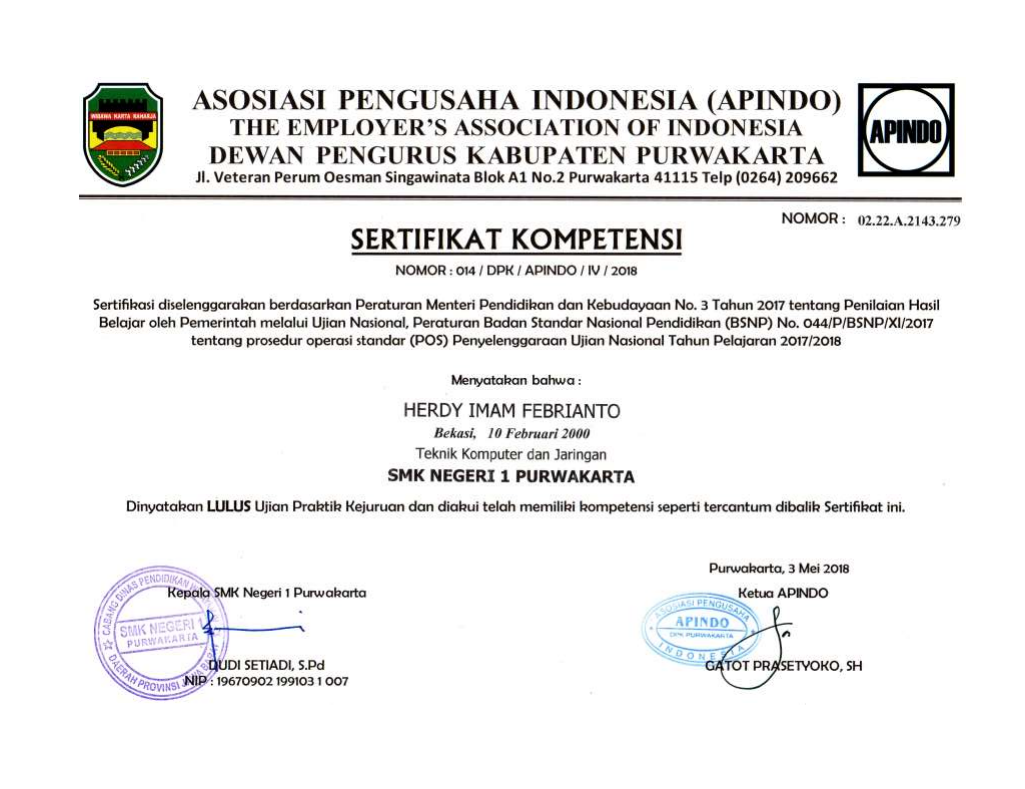 WIBAWA KARTA RAHARJA
ASOSIASI PENGUSAHA INDONESIA (APINDO)
THE EMPLOYER'S ASSOCIATION OF INDONESIA
DEWAN PENGURUS KABUPATEN PURWAKARTA
Jl. Veteran Perum Oesman Singawinata Blok A1 No.2 Purwakarta 41115 Telp (0264) 209662
APINDO
NOMOR : 02.22.A.2143.279
SERTIFIKAT KOMPETENSI
NOMOR : 014 / DPK / APINDO / IV / 2018
Sertifikasi diselenggarakan berdasarkan Peraturan Menteri Pendidikan dan Kebudayaan No. 3 Tahun 2017 tentang Penilaian Hasil
Belajar oleh Pemerintah melalui Ujian Nasional, Peraturan Badan Standar Nasional Pendidikan (BSNP) No. 044/P/BSNP/XI/2017
tentang prosedur operasi standar (POS) Penyelenggaraan Ujian Nasional Tahun Pelajaran 2017/2018
Menyatakan bahwa :
HERDY IMAM FEBRIANTO
Bekasi, 10 Februari 2000
Teknik Komputer dan Jaringan
SMK NEGERI 1 PURWAKARTA
Dinyatakan LULUS Ujian Praktik Kejuruan dan diakui telah memiliki kompetensi seperti tercantum dibalik Sertifikat ini.
Purwakarta, 3 Mei 2018
Kepala SMK Negeri 1 Purwakarta
Ketua APINDO
CABANG DINAS PENDIDIKAN
SMK NEGERI 1
PURWAKARTA
DAERAH PROVINSI JAWA BARAT
ASOSIASI PENGUSAHA
APINDO
DPK PURWAKARTA
INDONESIA
DUDI SETIADI, S.Pd
NIP : 19670902 199103 1 007
GATOT PRASETYOKO, SH